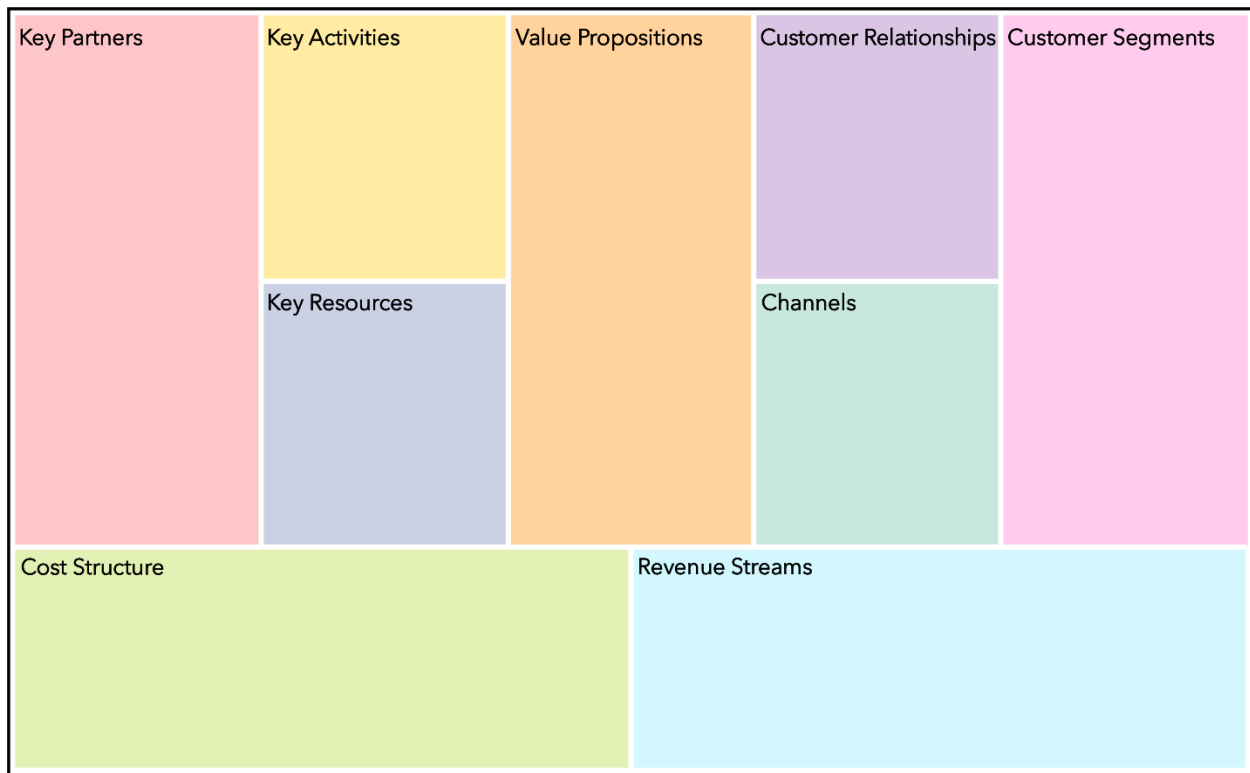 Key Partners
Key Activities
Value Propositions
Customer Relationships
Customer Segments
Key Resources
Channels
Cost Structure
Revenue Streams